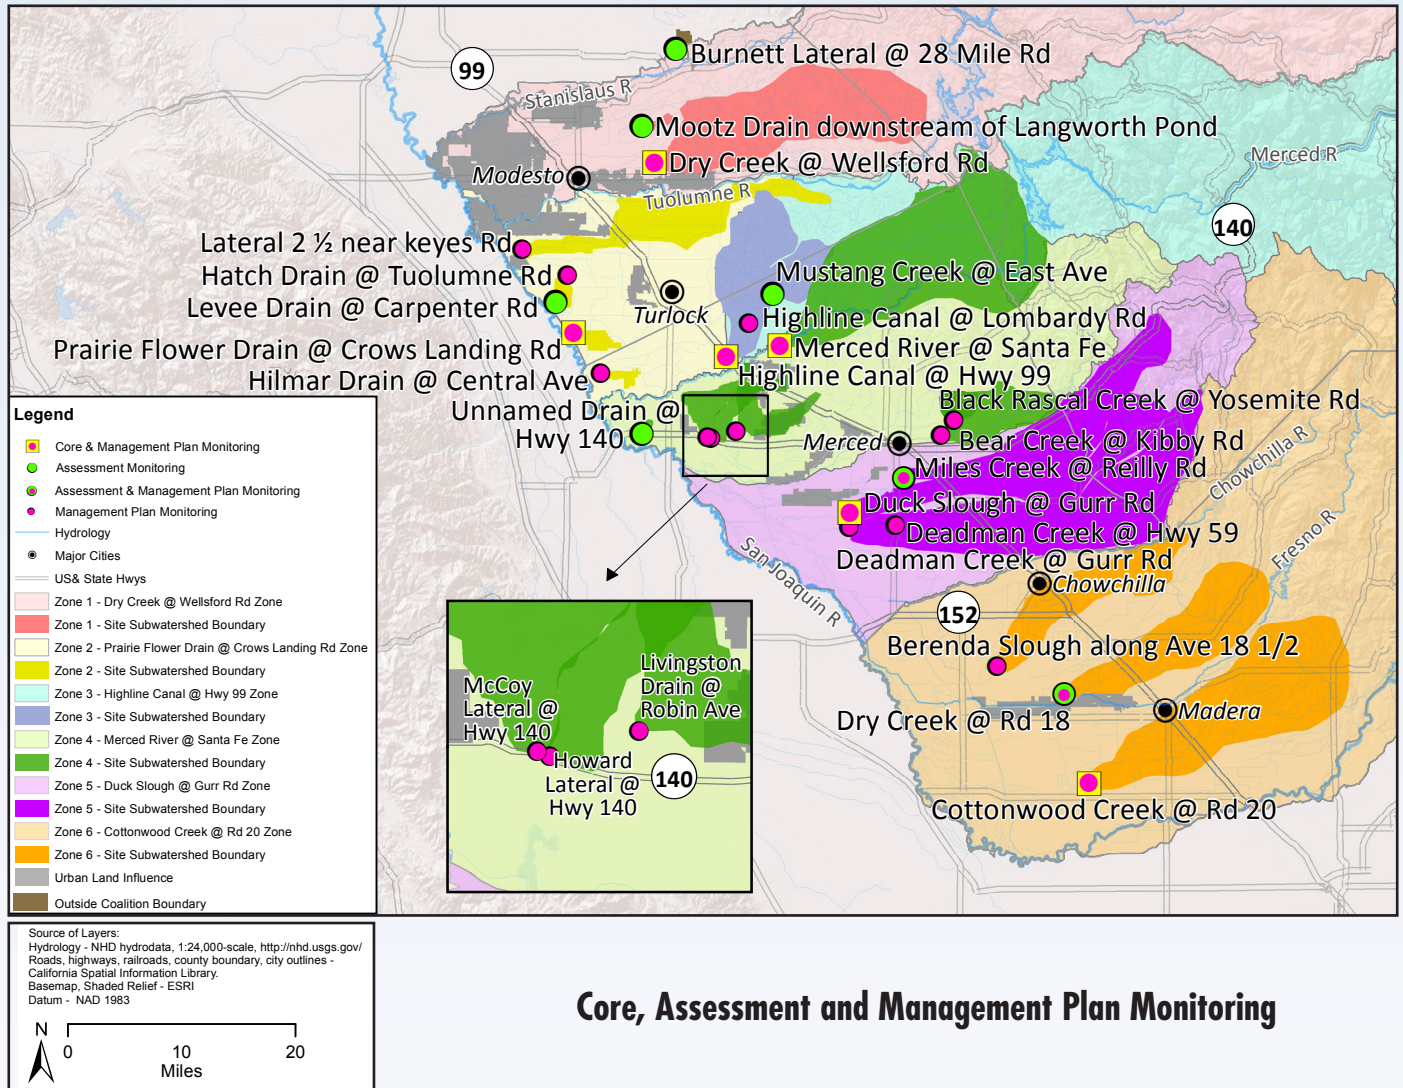 99
Burnett Lateral @ 28 Mile Rd
Stanislaus R
Mootz Drain downstream of Langworth Pond
Merced R
Dry Creek @ Wellsford Rd
Modesto
Tuolumne R
140
Lateral 2 ½ near keyes Rd
Hatch Drain @ Tuolumne Rd
Mustang Creek @ East Ave
Levee Drain @ Carpenter Rd
Turlock
Highline Canal @ Lombardy Rd
Prairie Flower Drain @ Crows Landing Rd
Merced River @ Santa Fe
Hilmar Drain @ Central Ave
Highline Canal @ Hwy 99
Unnamed Drain @
Hwy 140
Black Rascal Creek @ Yosemite Rd
Merced
Bear Creek @ Kibby Rd
Miles Creek @ Reilly Rd
Chowchilla R
Duck Slough @ Gurr Rd
Deadman Creek @ Hwy 59
Deadman Creek @ Gurr Rd
San Joaquin R
Fresno R
Chowchilla
152
Berenda Slough along Ave 18 1/2
Dry Creek @ Rd 18
Madera
Cottonwood Creek @ Rd 20
Livingston
Drain @
Robin Ave
McCoy
Lateral @
Hwy 140
Howard
Lateral @
Hwy 140
140
Legend
Core & Management Plan Monitoring
Assessment Monitoring
Assessment & Management Plan Monitoring
Management Plan Monitoring
Hydrology
Major Cities
US& State Hwys
Zone 1 - Dry Creek @ Wellsford Rd Zone
Zone 1 - Site Subwatershed Boundary
Zone 2 - Prairie Flower Drain @ Crows Landing Rd Zone
Zone 2 - Site Subwatershed Boundary
Zone 3 - Highline Canal @ Hwy 99 Zone
Zone 3 - Site Subwatershed Boundary
Zone 4 - Merced River @ Santa Fe Zone
Zone 4 - Site Subwatershed Boundary
Zone 5 - Duck Slough @ Gurr Rd Zone
Zone 5 - Site Subwatershed Boundary
Zone 6 - Cottonwood Creek @ Rd 20 Zone
Zone 6 - Site Subwatershed Boundary
Urban Land Influence
Outside Coalition Boundary
Source of Layers:
Hydrology - NHD hydrodata, 1:24,000-scale, http://nhd.usgs.gov/
Roads, highways, railroads, county boundary, city outlines -
California Spatial Information Library.
Basemap, Shaded Relief - ESRI
Datum - NAD 1983
N
0 10 20
Miles
Core, Assessment and Management Plan Monitoring